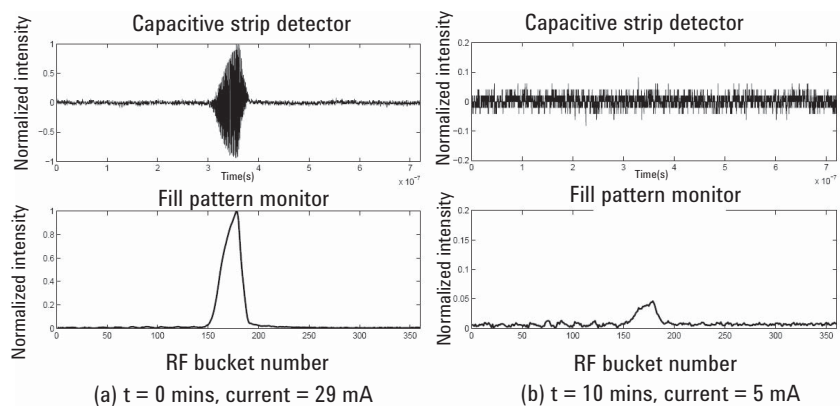 Capacitive strip detector
Normalized intensity
1
0.5
0
−0.5
−1
0 1 2 3 4 5 6 7
Time(s)
x 10⁻⁷
Fill pattern monitor
Normalized intensity
1
0.8
0.6
0.4
0.2
0
0 50 100 150 200 250 300 350
RF bucket number
(a) t = 0 mins, current = 29 mA
Capacitive strip detector
Normalized intensity
0.2
0.1
0
−0.1
−0.2
0 1 2 3 4 5 6 7
Time(s)
x 10⁻⁷
Fill pattern monitor
Normalized intensity
0.2
0.15
0.1
0.05
0
0 50 100 150 200 250 300 350
RF bucket number
(b) t = 10 mins, current = 5 mA